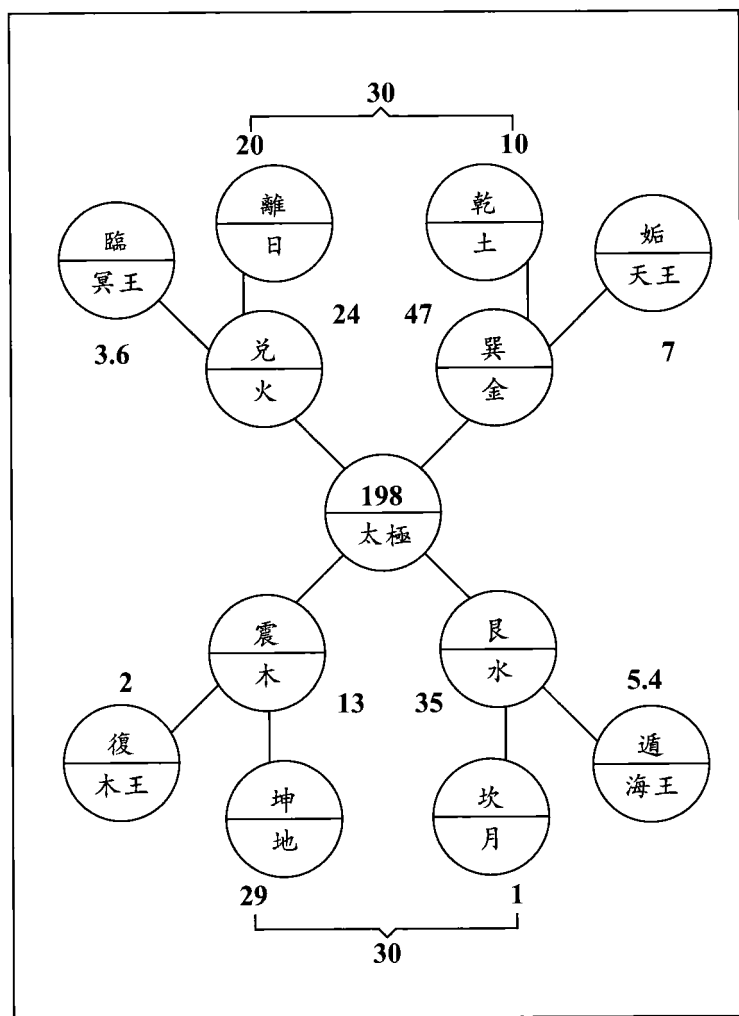 30
20
10
離
日
乾
土
臨
冥王
姤
天王
3.6
24
47
7
兑
火
巽
金
198
太極
震
木
艮
水
2
13
35
5.4
復
木王
遁
海王
坤
地
坎
月
29
1
30